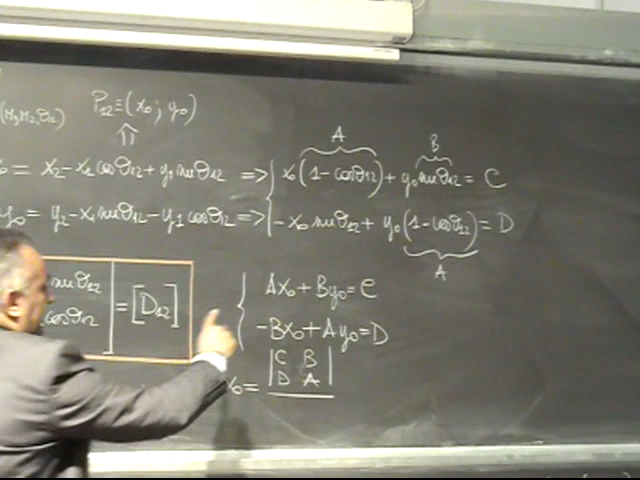 P₁₂ ≡ (x₀; y₀)
⇑
A B
= x₂ - x₁ cosϑ₁₂ + y₁ sinϑ₁₂ => x₀ (1 - cosϑ₁₂) + y₀ sinϑ₁₂ = C
y₀ = y₂ - x₁ sinϑ₁₂ - y₁ cosϑ₁₂ => - x₀ sinϑ₁₂ + y₀ (1 - cosϑ₁₂) = D
A
sinϑ₁₂
cosϑ₁₂ = [D₁₂]
Ax₀ + By₀ = C
-Bx₀ + Ay₀ = D
C B
x₀ = D A